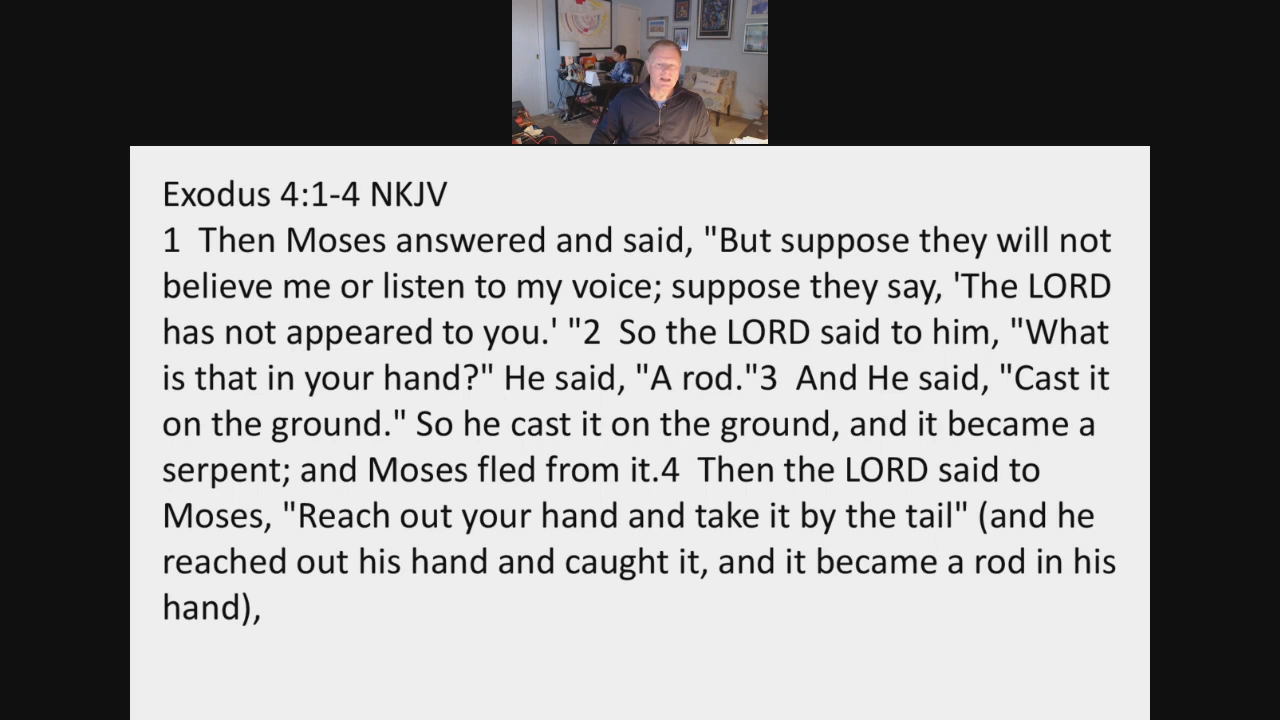 Exodus 4:1-4 NKJV
1  Then Moses answered and said, "But suppose they will not
believe me or listen to my voice; suppose they say, 'The LORD
has not appeared to you.' "2  So the LORD said to him, "What
is that in your hand?" He said, "A rod."3  And He said, "Cast it
on the ground." So he cast it on the ground, and it became a
serpent; and Moses fled from it.4  Then the LORD said to
Moses, "Reach out your hand and take it by the tail" (and he
reached out his hand and caught it, and it became a rod in his
hand),